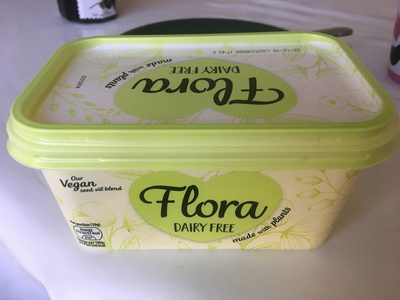 made with plants
DAIRY FREE
Flora
Our
Vegan
seed oil blend
Flora
DAIRY FREE
made with plants